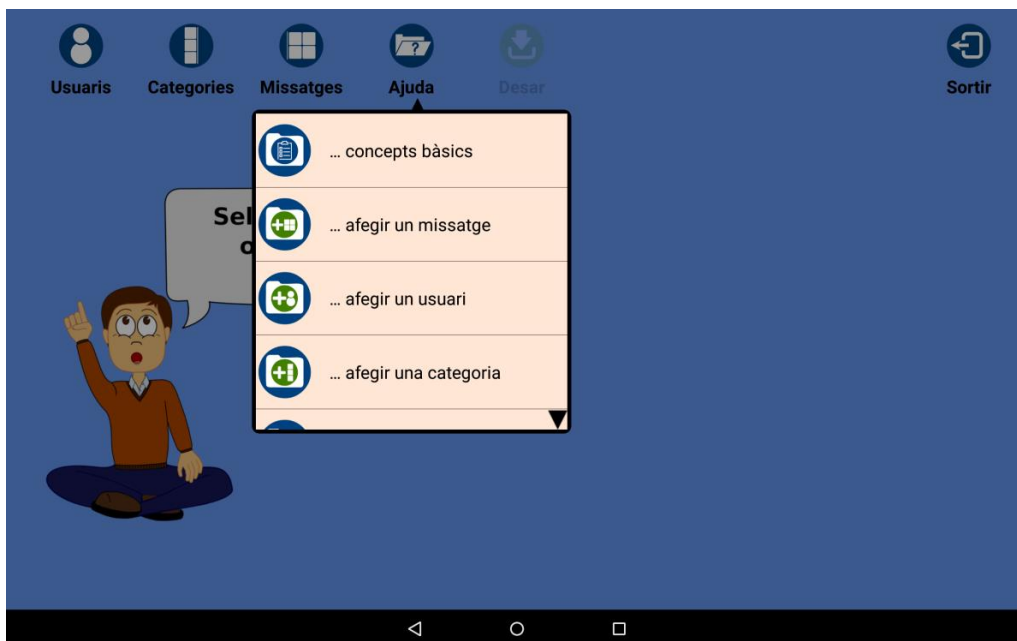 Usuaris
Categories
Missatges
Ajuda
Desar
Sortir
... concepts bàsics
... afegir un missatge
... afegir un usuari
... afegir una categoria